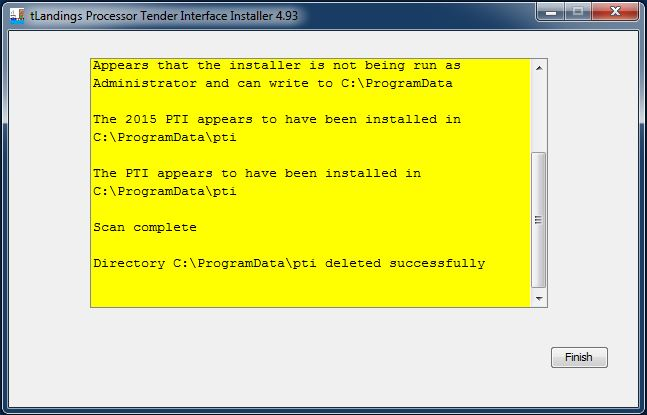 tLandings Processor Tender Interface Installer 4.93
Appears that the installer is not being run as
Administrator and can write to C:\ProgramData
The 2015 PTI appears to have been installed in
C:\ProgramData\pti
The PTI appears to have been installed in
C:\ProgramData\pti
Scan complete
Directory C:\ProgramData\pti deleted successfully
Finish